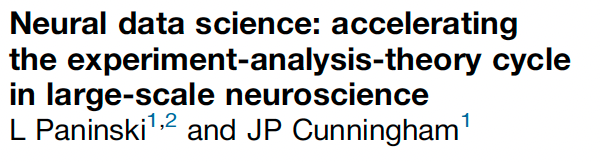 Neural data science: accelerating
the experiment-analysis-theory cycle
in large-scale neuroscience
L Paninski1,2 and JP Cunningham1